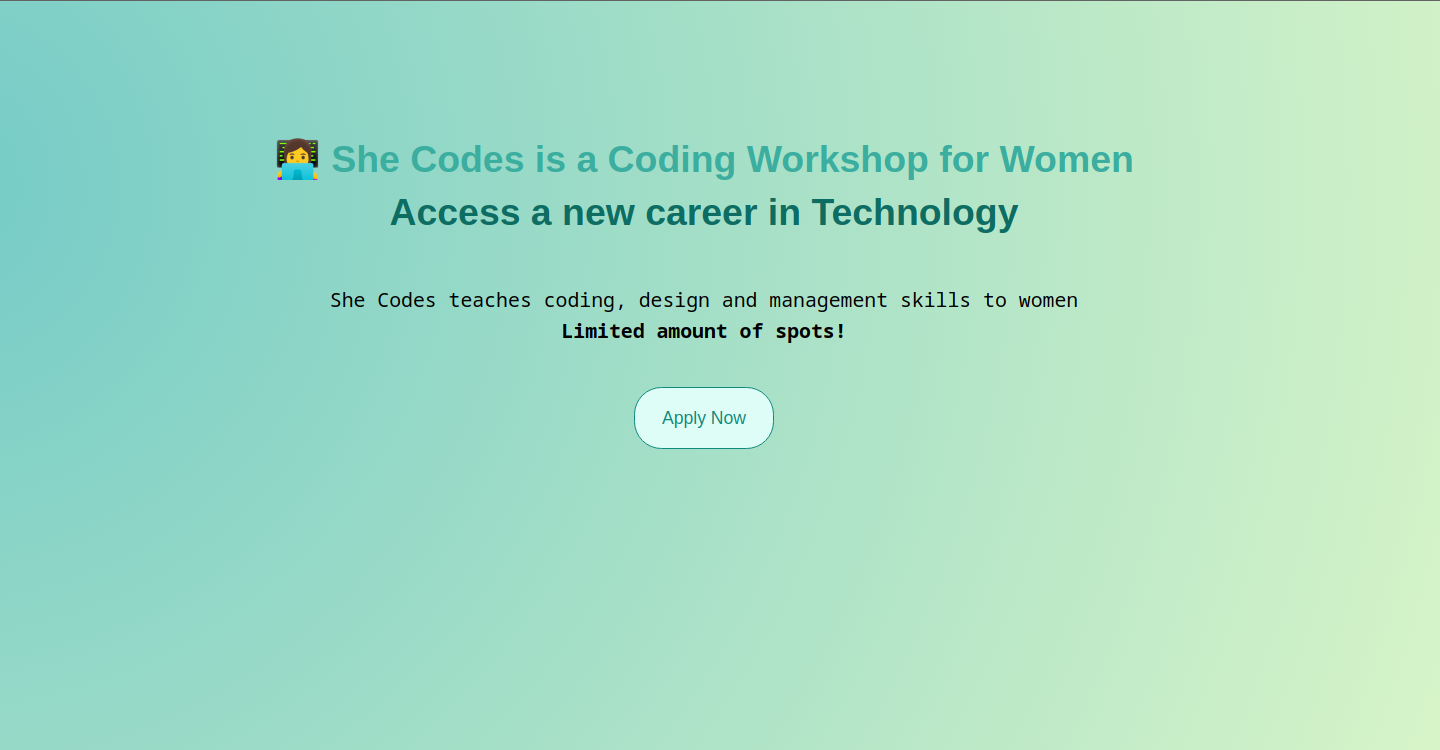 👩‍💻 She Codes is a Coding Workshop for Women
Access a new career in Technology
She Codes teaches coding, design and management skills to women
Limited amount of spots!
Apply Now